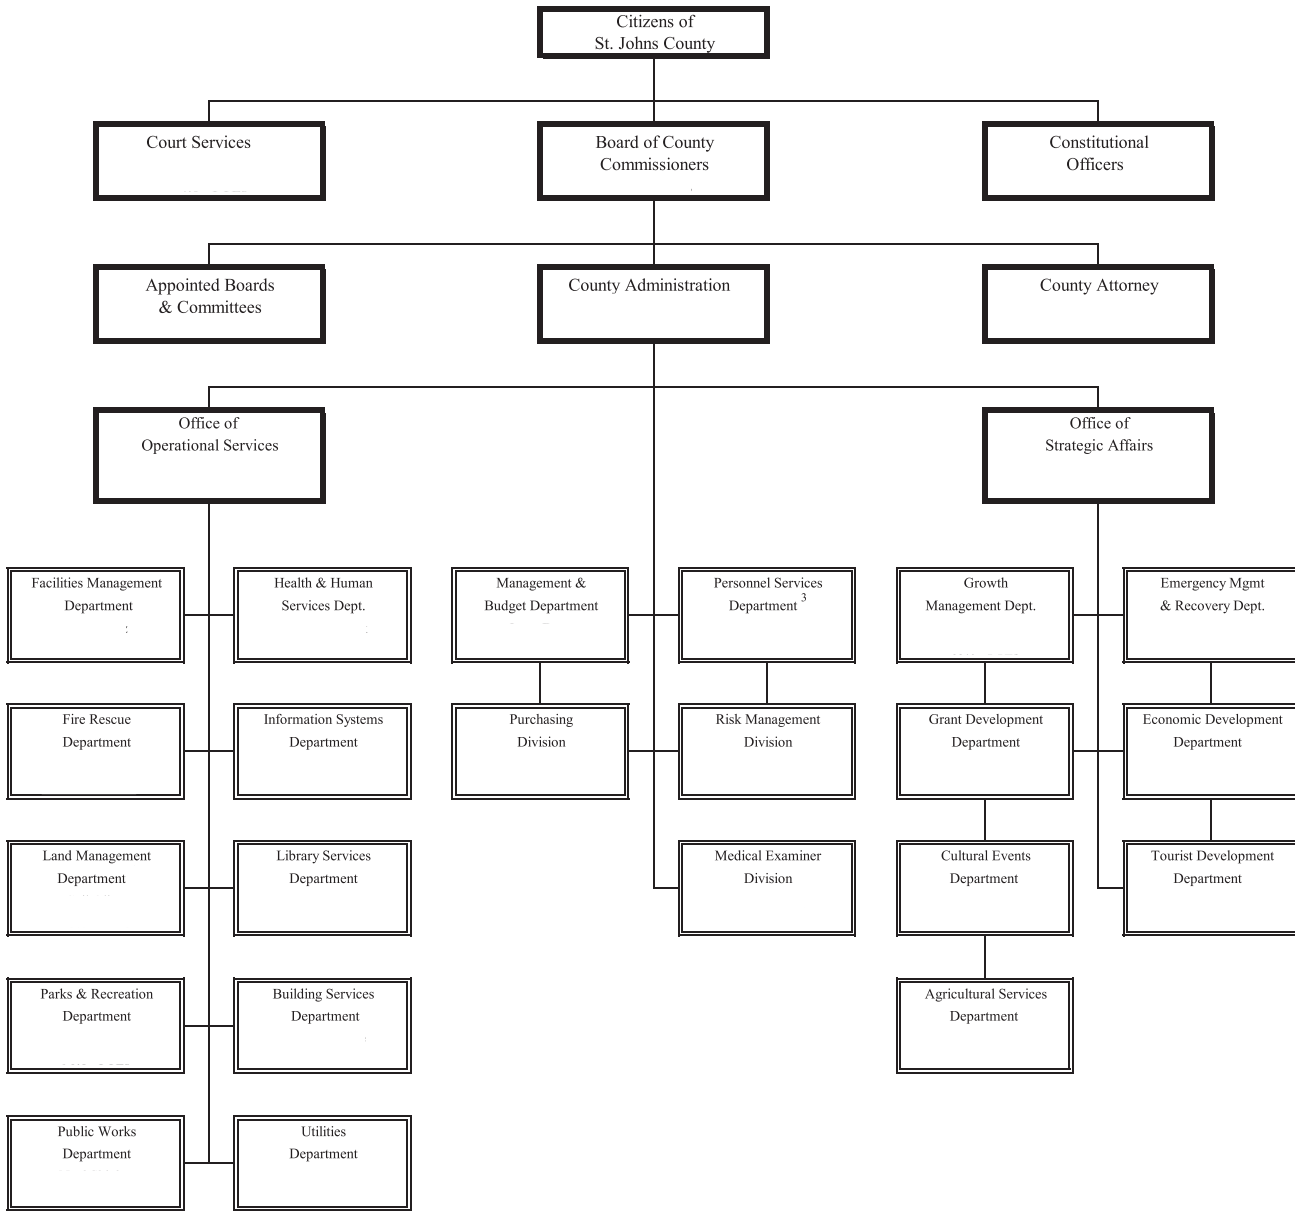 Citizens of
St. Johns County
Court Services
Board of County
Commissioners
Constitutional
Officers
Appointed Boards
& Committees
County Administration
County Attorney
Office of
Operational Services
Office of
Strategic Affairs
Facilities Management
Department
Health & Human
Services Dept.
Management &
Budget Department
Personnel Services
Department 3
Growth
Management Dept.
Emergency Mgmt
& Recovery Dept.
Fire Rescue
Department
Information Systems
Department
Purchasing
Division
Risk Management
Division
Grant Development
Department
Economic Development
Department
Land Management
Department
Library Services
Department
Medical Examiner
Division
Cultural Events
Department
Tourist Development
Department
Parks & Recreation
Department
Building Services
Department
Agricultural Services
Department
Public Works
Department
Utilities
Department